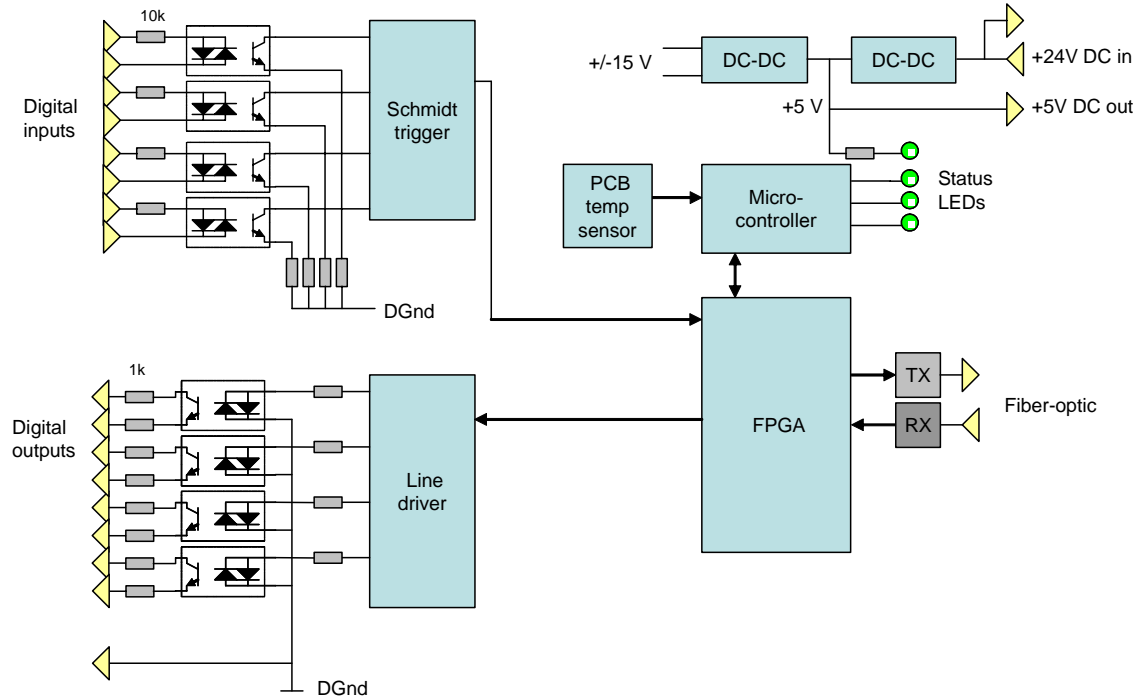 10k
Digital
inputs
Schmidt
trigger
DGnd
+/-15 V
DC-DC
DC-DC
+24V DC in
+5 V
+5V DC out
PCB
temp
sensor
Micro-
controller
Status
LEDs
1k
Digital
outputs
Line
driver
FPGA
TX
RX
Fiber-optic
DGnd